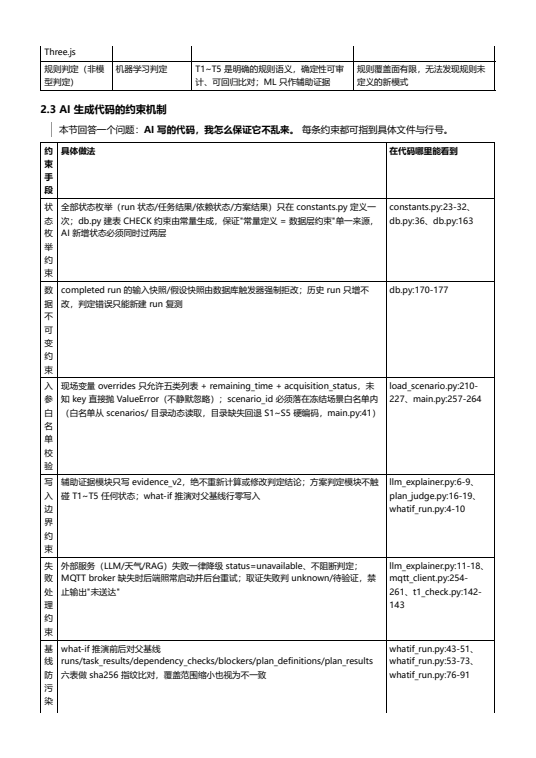 Three.js
规则判定（非模 机器学习判定 T1~T5 是明确的规则语义，确定性可审 规则覆盖面有限，无法发现规则未
型判定） 计、可回归比对；ML 只作辅助证据 定义的新模式
2.3 AI 生成代码的约束机制
本节回答一个问题：AI 写的代码，我怎么保证它不乱来。 每条约束都可指到具体文件与行号。
约束手段
具体做法
在代码哪里能看到
状态枚举约束
全部状态枚举（run 状态/任务结果/依赖状态/方案结果）只在 constants.py 定义一
次；db.py 建表 CHECK 约束由常量生成，保证"常量定义 = 数据层约束"单一来源，
AI 新增状态必须同时过两层
constants.py:23-32、
db.py:36、db.py:163
数据不可变约束
completed run 的输入快照/假设快照由数据库触发器强制拒改；历史 run 只增不
改，判定错误只能新建 run 复测
db.py:170-177
入参白名单校验
现场变量 overrides 只允许五类列表 + remaining_time + acquisition_status，未
知 key 直接抛 ValueError（不静默忽略）；scenario_id 必须落在冻结场景白名单内
（白名单从 scenarios/ 目录动态读取，目录缺失回退 S1~S5 硬编码，main.py:41）
load_scenario.py:210-
227、main.py:257-264
写入边界约束
辅助证据模块只写 evidence_v2，绝不重新计算或修改判定结论；方案判定模块不触
碰 T1~T5 任何状态；what-if 推演对父基线行零写入
llm_explainer.py:6-9、
plan_judge.py:16-19、
whatif_run.py:4-10
失败处理约束
外部服务（LLM/天气/RAG）失败一律降级 status=unavailable、不阻断判定；
MQTT broker 缺失时后端照常启动并后台重试；取证失败判 unknown/待验证，禁
止输出"未送达"
llm_explainer.py:11-18、
mqtt_client.py:254-
261、t1_check.py:142-
143
基线防污染
what-if 推演前后对父基线
runs/task_results/dependency_checks/blockers/plan_definitions/plan_results
六表做 sha256 指纹比对，覆盖范围缩小也视为不一致
whatif_run.py:43-51、
whatif_run.py:53-73、
whatif_run.py:76-91